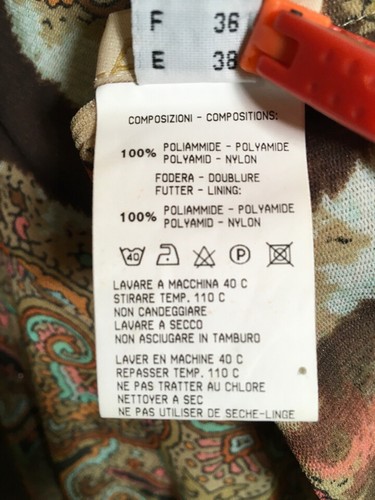 F 36
E 38
COMPOSIZIONI - COMPOSITIONS:
100% POLIAMMIDE - POLYAMIDE
POLYAMID - NYLON
FODERA - DOUBLURE
FUTTER - LINING:
100% POLIAMMIDE - POLYAMIDE
POLYAMID - NYLON
40 P
LAVARE A MACCHINA 40 C
STIRARE TEMP. 110 C
NON CANDEGGIARE
LAVARE A SECCO
NON ASCIUGARE IN TAMBURO
LAVER EN MACHINE 40 C
REPASSER TEMP. 110 C
NE PAS TRATTER AU CHLORE
NETTOYER A SEC
NE PAS UTILISER DE SECHE-LINGE